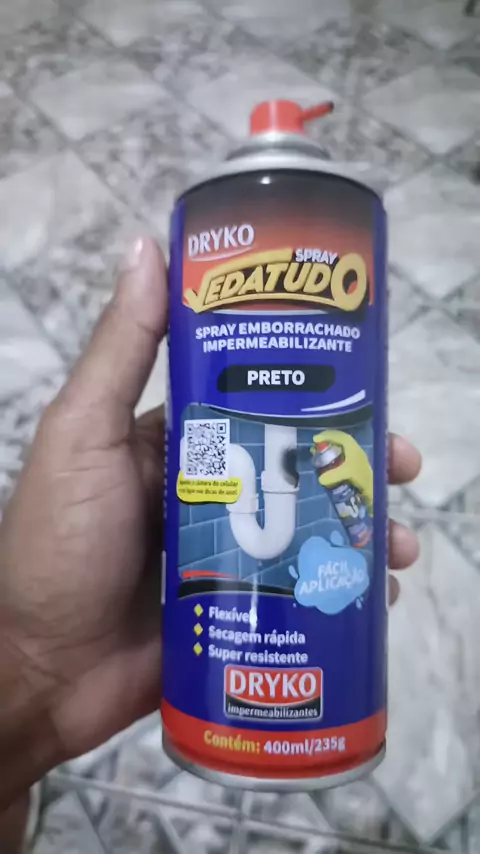 DRYKO
SPRAY
VEDATUDO
SPRAY EMBORRACHADO
IMPERMEABILIZANTE
PRETO
FÁCIL
APLICAÇÃO
Flexível
Secagem rápida
Super resistente
DRYKO
impermeabilizantes
Contém: 400ml/235g